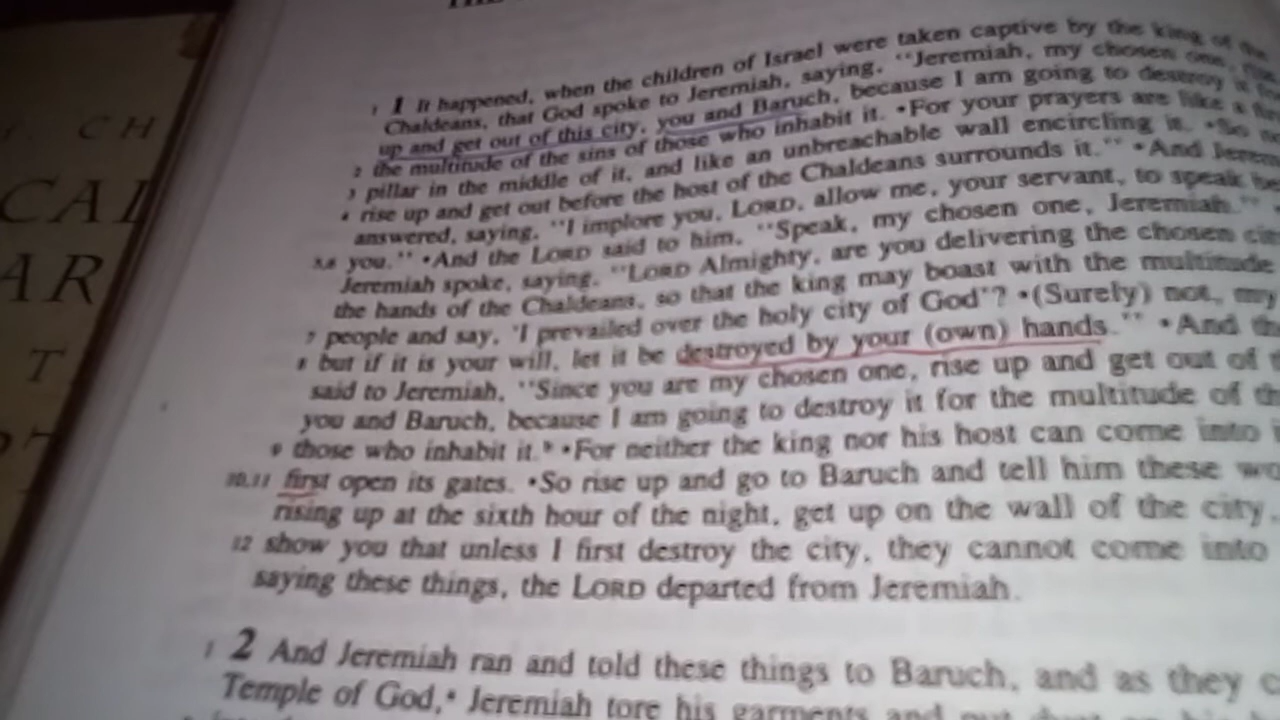 CH
CAL
AR
T
1 1 It happened, when the children of Israel were taken captive by the king of the
Chaldeans, that God spoke to Jeremiah, saying, "Jeremiah, my chosen one,
up and get out of this city, you and Baruch, because I am going to destroy it
2 the multitude of the sins of those who inhabit it. •For your prayers are like a
3 pillar in the middle of it, and like an unbreachable wall encircling it. •So
4 rise up and get out before the host of the Chaldeans surrounds it." •And
answered, saying, "I implore you, LORD, allow me, your servant, to speak
5,6 you." •And the LORD said to him, "Speak, my chosen one, Jeremiah."
Jeremiah spoke, saying, "LORD Almighty, are you delivering the chosen
the hands of the Chaldeans, so that the king may boast with the multitude
7 people and say, 'I prevailed over the holy city of God'? •(Surely) not, my
8 but if it is your will, let it be destroyed by your (own) hands." •And
said to Jeremiah, "Since you are my chosen one, rise up and get out of
you and Baruch, because I am going to destroy it for the multitude of
9 those who inhabit it. •For neither the king nor his host can come into
10,11 first open its gates. •So rise up and go to Baruch and tell him these
rising up at the sixth hour of the night, get up on the wall of the city,
12 show you that unless I first destroy the city, they cannot come into
saying these things, the LORD departed from Jeremiah.
1 2 And Jeremiah ran and told these things to Baruch, and as they
Temple of God, Jeremiah tore his garments and put